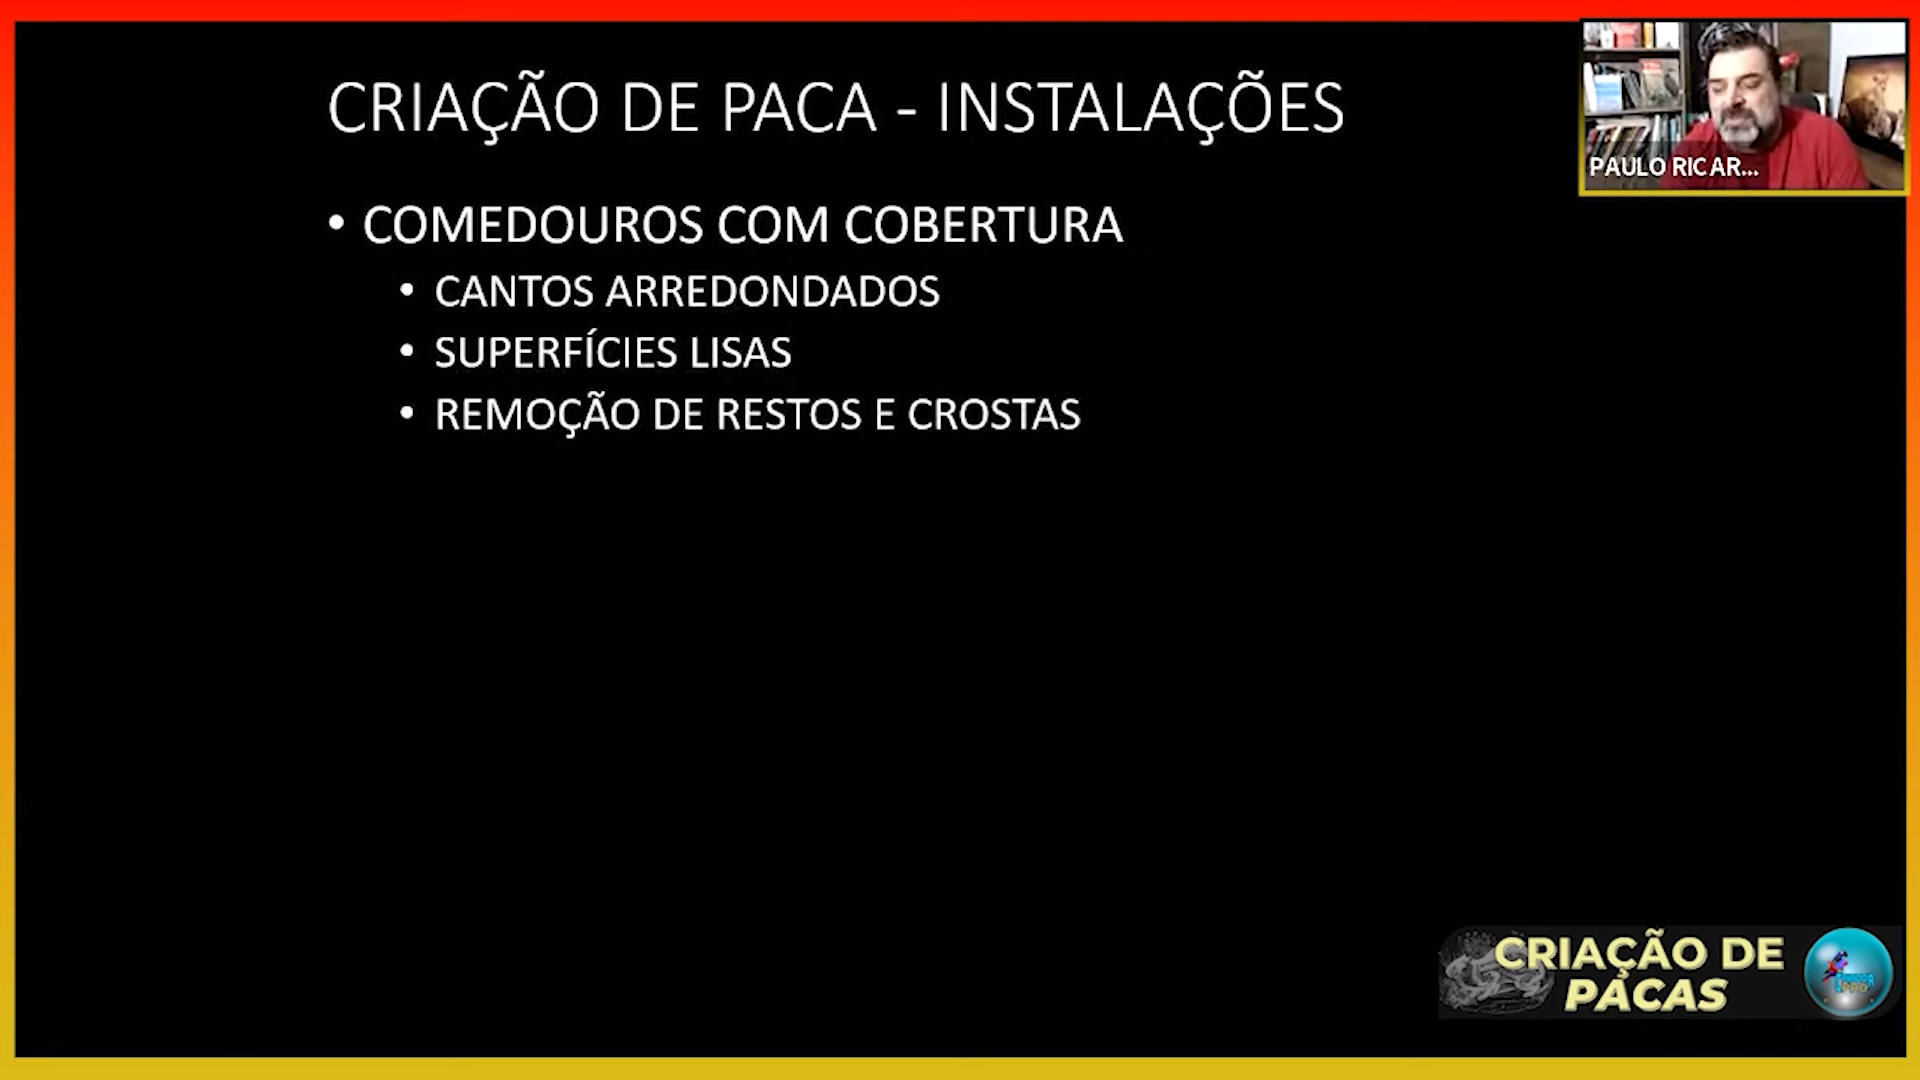 CRIAÇÃO DE PACA - INSTALAÇÕES
PAULO RICAR...
• COMEDOUROS COM COBERTURA
• CANTOS ARREDONDADOS
• SUPERFÍCIES LISAS
• REMOÇÃO DE RESTOS E CROSTAS
CRIAÇÃO DE
PACAS